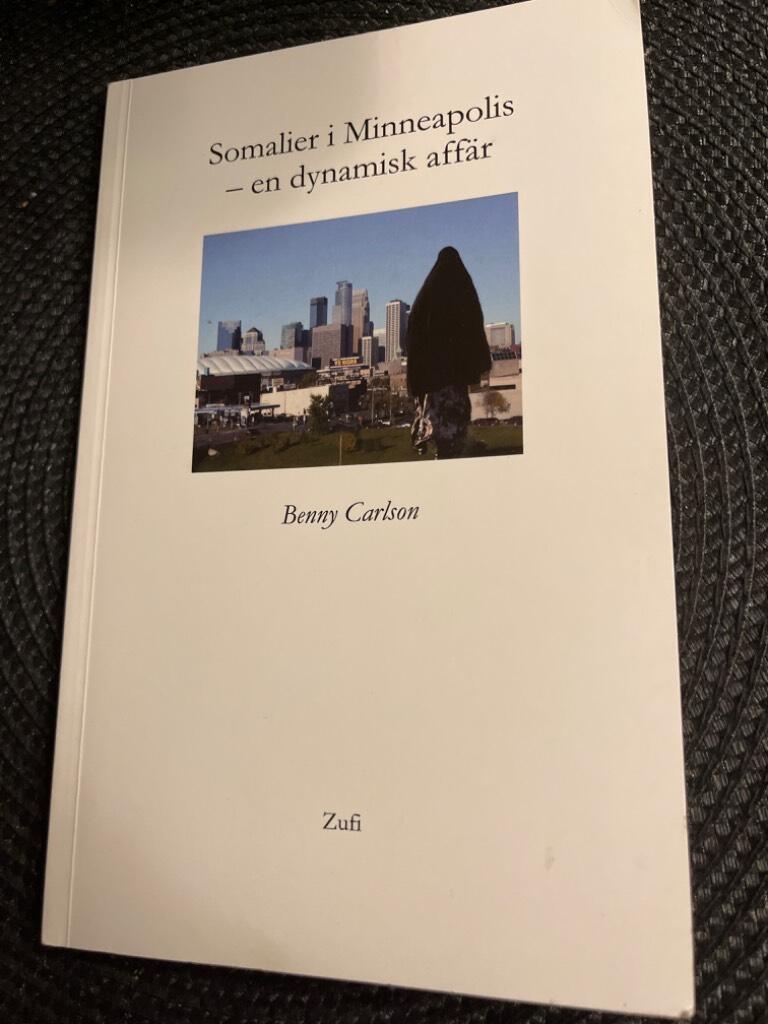 Somalier i Minneapolis
– en dynamisk affär
Benny Carlson
Zufi